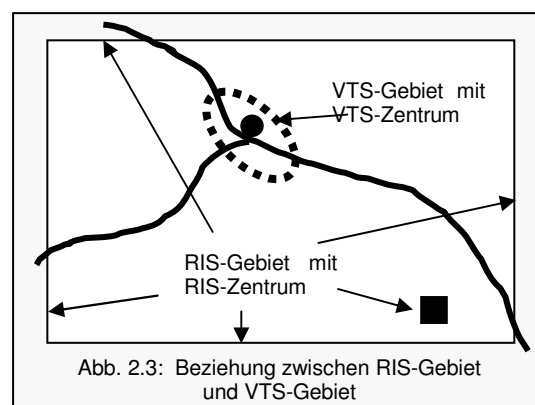 VTS-Gebiet mit
VTS-Zentrum
RIS-Gebiet mit
RIS-Zentrum
Abb. 2.3: Beziehung zwischen RIS-Gebiet
und VTS-Gebiet